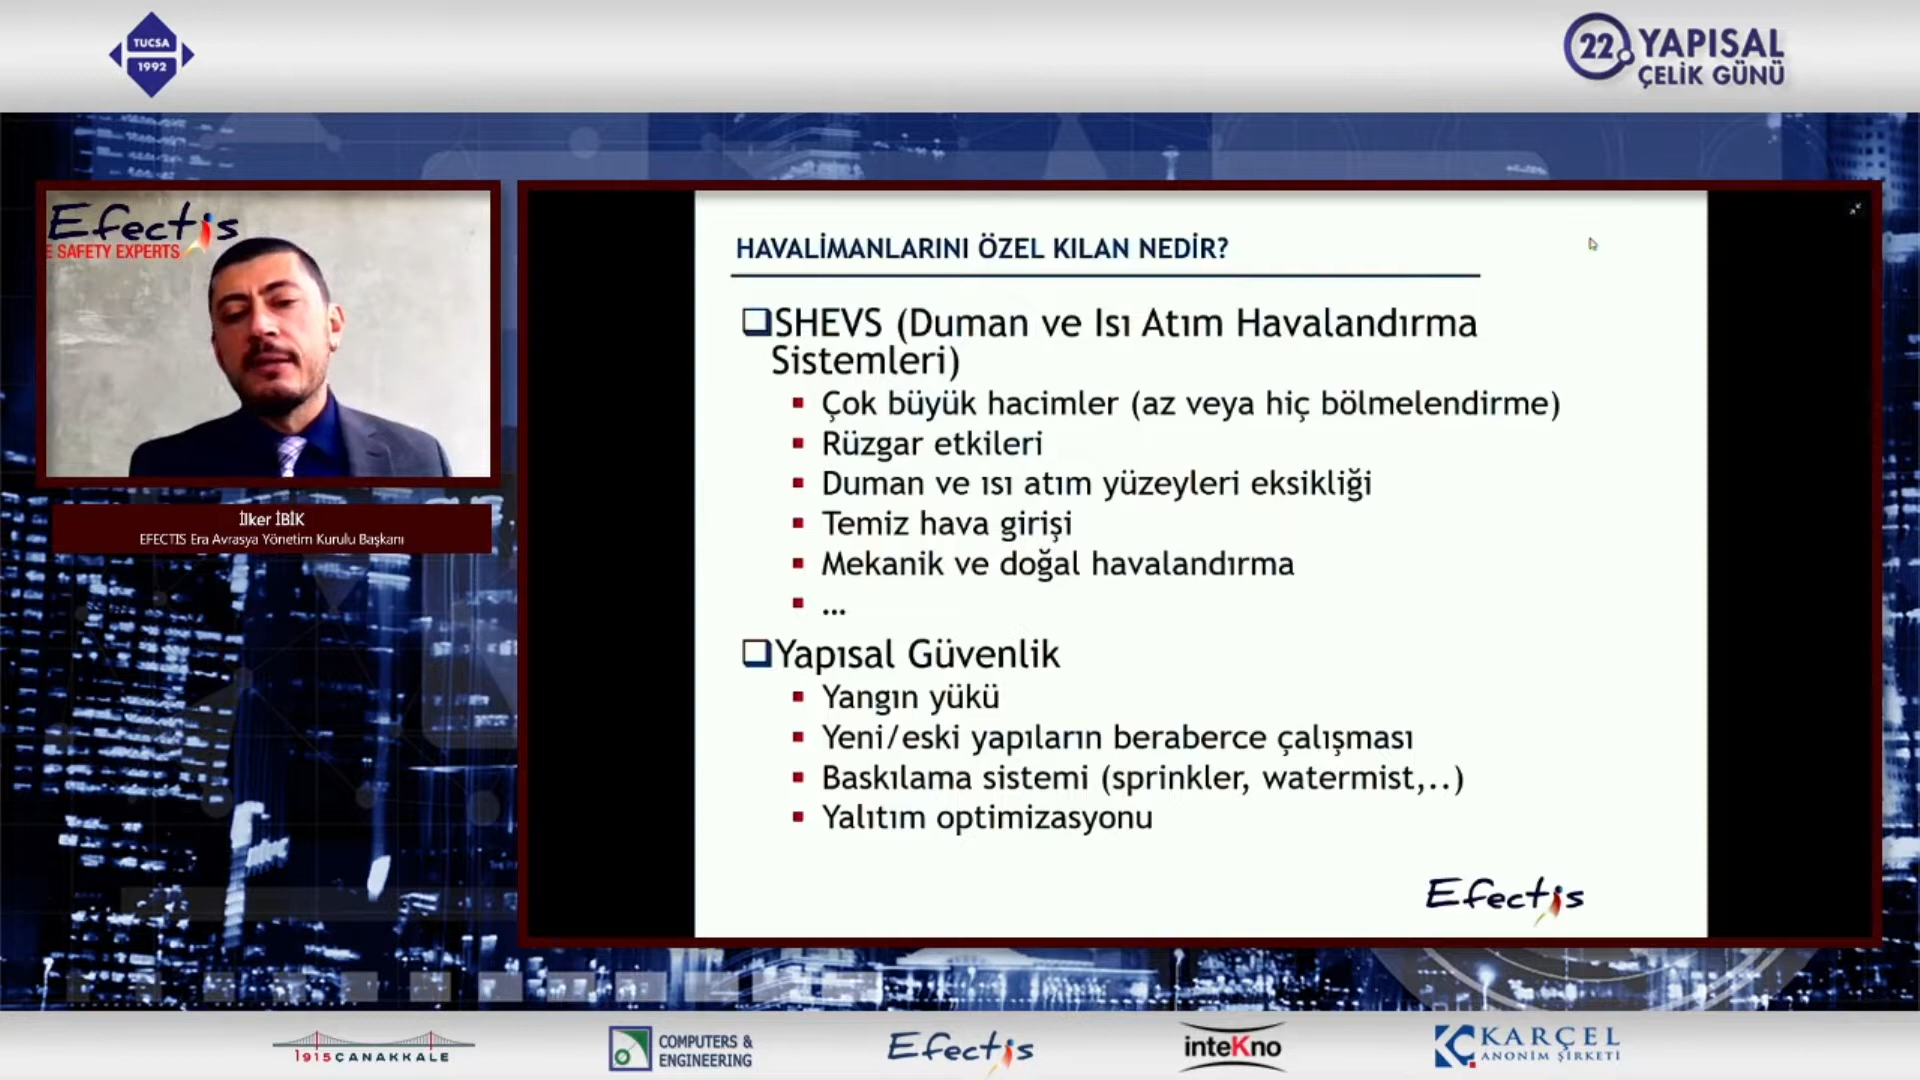 TUCSA
1992
22. YAPISAL
ÇELİK GÜNÜ
Efectis
E SAFETY EXPERTS
İlker İBİK
EFECTIS Era Avrasya Yönetim Kurulu Başkanı
HAVALİMANLARINI ÖZEL KILAN NEDİR?
SHEVS (Duman ve Isı Atım Havalandırma
Sistemleri)
Çok büyük hacimler (az veya hiç bölmelendirme)
Rüzgar etkileri
Duman ve ısı atım yüzeyleri eksikliği
Temiz hava girişi
Mekanik ve doğal havalandırma
...
Yapısal Güvenlik
Yangın yükü
Yeni/eski yapıların beraberce çalışması
Baskılama sistemi (sprinkler, watermist,..)
Yalıtım optimizasyonu
Efectis
1915ÇANAKKALE
COMPUTERS &
ENGINEERING
Efectis
inteKno
KARÇEL
ANONİM ŞİRKETİ